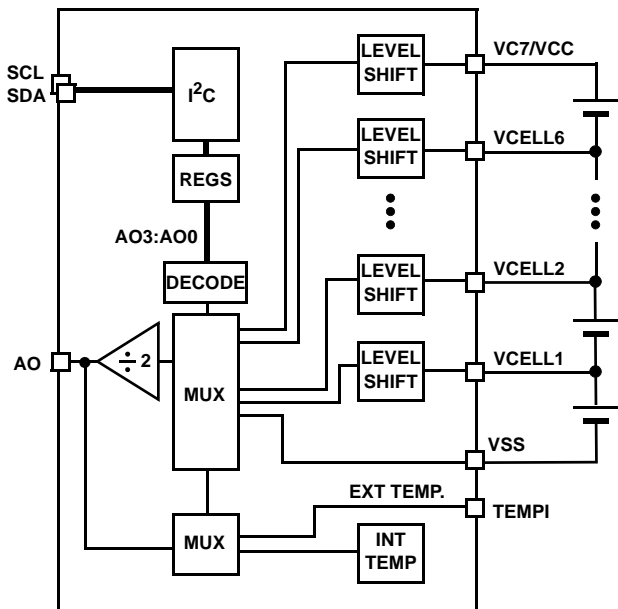 LEVEL
SHIFT
VC7/VCC
SCL
SDA
I²C
LEVEL
SHIFT
VCELL6
REGS
AO3:AO0
DECODE
LEVEL
SHIFT
VCELL2
AO
÷ 2
MUX
LEVEL
SHIFT
VCELL1
VSS
EXT TEMP.
TEMPI
MUX
INT
TEMP